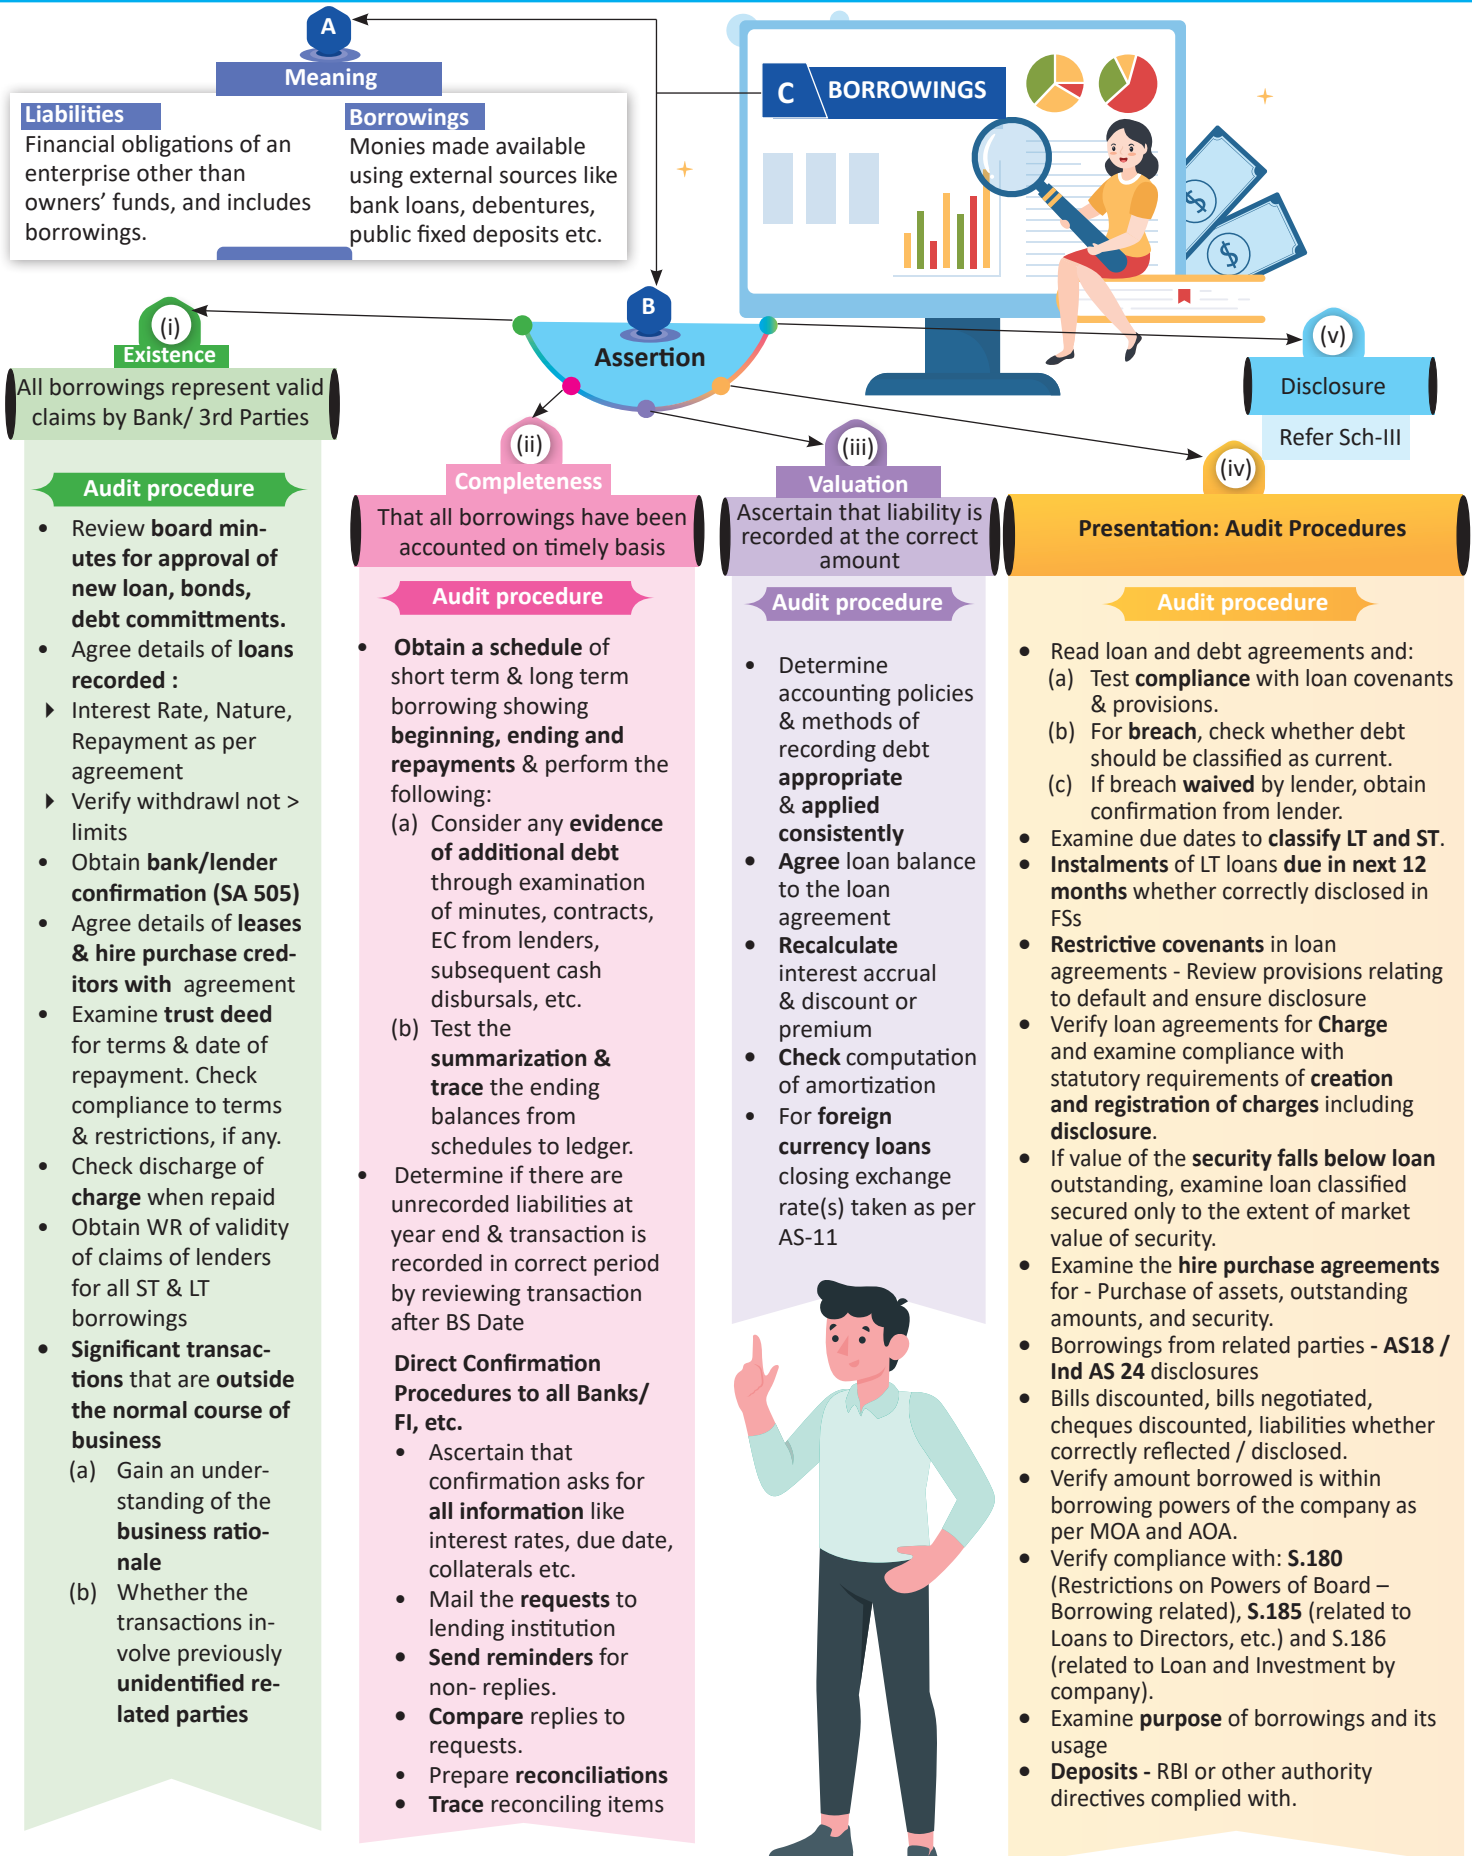 A
Meaning
Liabilities
Financial obligations of an
enterprise other than
owners' funds, and includes
borrowings.
Borrowings
Monies made available
using external sources like
bank loans, debentures,
public fixed deposits etc.
C
BORROWINGS
$
$
B
Assertion
(i)
Existence
All borrowings represent valid
claims by Bank/ 3rd Parties
Audit procedure
• Review board min-
utes for approval of
new loan, bonds,
debt committments.
• Agree details of loans
recorded :
Interest Rate, Nature,
Repayment as per
agreement
Verify withdrawl not >
limits
• Obtain bank/lender
confirmation (SA 505)
• Agree details of leases
& hire purchase cred-
itors with agreement
• Examine trust deed
for terms & date of
repayment. Check
compliance to terms
& restrictions, if any.
• Check discharge of
charge when repaid
• Obtain WR of validity
of claims of lenders
for all ST & LT
borrowings
• Significant transac-
tions that are outside
the normal course of
business
(a) Gain an under-
standing of the
business ratio-
nale
(b) Whether the
transactions in-
volve previously
unidentified re-
lated parties
(ii)
Completeness
That all borrowings have been
accounted on timely basis
Audit procedure
• Obtain a schedule of
short term & long term
borrowing showing
beginning, ending and
repayments & perform the
following:
(a) Consider any evidence
of additional debt
through examination
of minutes, contracts,
EC from lenders,
subsequent cash
disbursals, etc.
(b) Test the
summarization &
trace the ending
balances from
schedules to ledger.
• Determine if there are
unrecorded liabilities at
year end & transaction is
recorded in correct period
by reviewing transaction
after BS Date
Direct Confirmation
Procedures to all Banks/
FI, etc.
• Ascertain that
confirmation asks for
all information like
interest rates, due date,
collaterals etc.
• Mail the requests to
lending institution
• Send reminders for
non- replies.
• Compare replies to
requests.
• Prepare reconciliations
• Trace reconciling items
(iii)
Valuation
Ascertain that liability is
recorded at the correct
amount
Audit procedure
• Determine
accounting policies
& methods of
recording debt
appropriate
& applied
consistently
• Agree loan balance
to the loan
agreement
• Recalculate
interest accrual
& discount or
premium
• Check computation
of amortization
• For foreign
currency loans
closing exchange
rate(s) taken as per
AS-11
(iv)
Presentation: Audit Procedures
Audit procedure
• Read loan and debt agreements and:
(a) Test compliance with loan covenants
& provisions.
(b) For breach, check whether debt
should be classified as current.
(c) If breach waived by lender, obtain
confirmation from lender.
• Examine due dates to classify LT and ST.
• Instalments of LT loans due in next 12
months whether correctly disclosed in
FSs
• Restrictive covenants in loan
agreements - Review provisions relating
to default and ensure disclosure
• Verify loan agreements for Charge
and examine compliance with
statutory requirements of creation
and registration of charges including
disclosure.
• If value of the security falls below loan
outstanding, examine loan classified
secured only to the extent of market
value of security.
• Examine the hire purchase agreements
for - Purchase of assets, outstanding
amounts, and security.
• Borrowings from related parties - AS18 /
Ind AS 24 disclosures
• Bills discounted, bills negotiated,
cheques discounted, liabilities whether
correctly reflected / disclosed.
• Verify amount borrowed is within
borrowing powers of the company as
per MOA and AOA.
• Verify compliance with: S.180
(Restrictions on Powers of Board –
Borrowing related), S.185 (related to
Loans to Directors, etc.) and S.186
(related to Loan and Investment by
company).
• Examine purpose of borrowings and its
usage
• Deposits - RBI or other authority
directives complied with.
(v)
Disclosure
Refer Sch-III